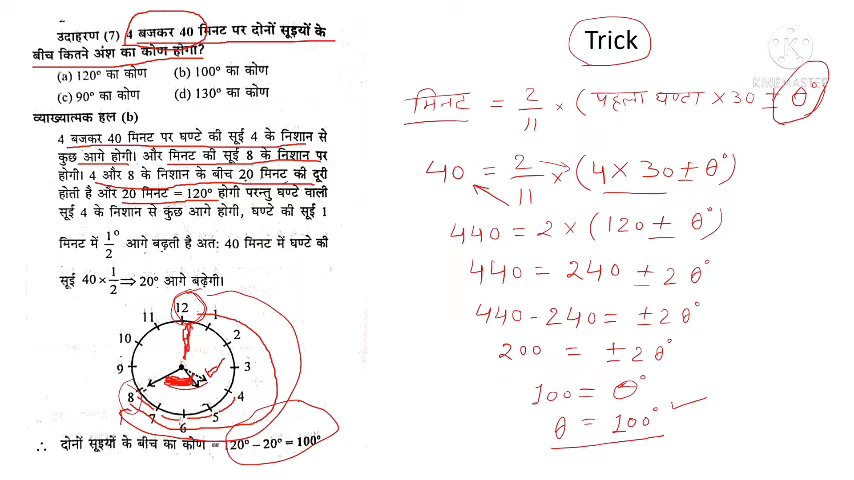 उदाहरण (7) 4 बजकर 40 मिनट पर दोनों सूइयों के
बीच कितने अंश का कोण होगा?
(a) 120° का कोण (b) 100° का कोण
(c) 90° का कोण (d) 130° का कोण
व्याख्यात्मक हल (b)
4 बजकर 40 मिनट पर घण्टे की सूई 4 के निशान से
कुछ आगे होगी। और मिनट की सूई 8 के निशान पर
होगी। 4 और 8 के निशान के बीच 20 मिनट की दूरी
होती है और 20 मिनट = 120° होगी परन्तु घण्टे वाली
सूई 4 के निशान से कुंछ आगे होगी, घण्टे की सूई 1
मिनट में 1/2° आगे बढ़ती है अतः 40 मिनट में घण्टे की
सूई 40 × 1/2 ⇒ 20° आगे बढ़ेगी।
12
11 1
10 2
9 3
8 4
7 5
6
∴ दोनों सूइयों के बीच का कोण = 120° – 20° = 100°
Trick
KINEMASTER
मिनट = 2/11 × (पहला घण्टा × 30 ± θ°)
40 = 2/11 × (4 × 30 ± θ°)
440 = 2 × (120 ± θ°)
440 = 240 ± 2θ°
440 - 240 = ± 2θ°
200 = ± 2θ°
100 = θ°
θ = 100°